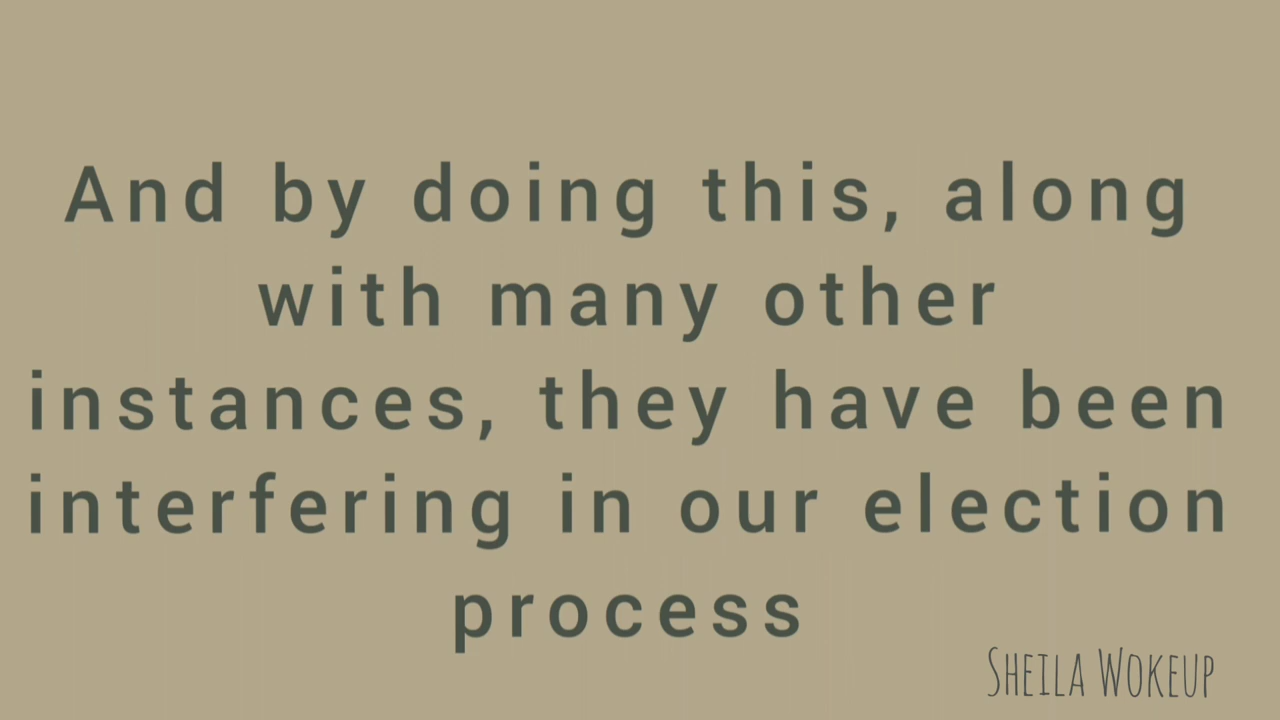 And by doing this, along
with many other
instances, they have been
interfering in our election
process
SHEILA WOKEUP